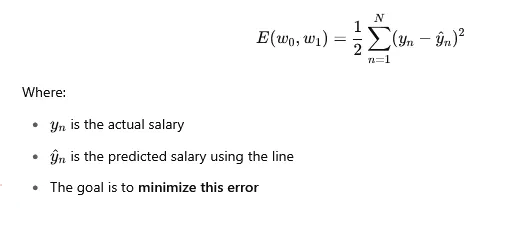 E(w₀, w₁) = 1/2 ∑ₙ₌₁ᴺ (yₙ − ŷₙ)²
Where:
• yₙ is the actual salary
• ŷₙ is the predicted salary using the line
• The goal is to minimize this error